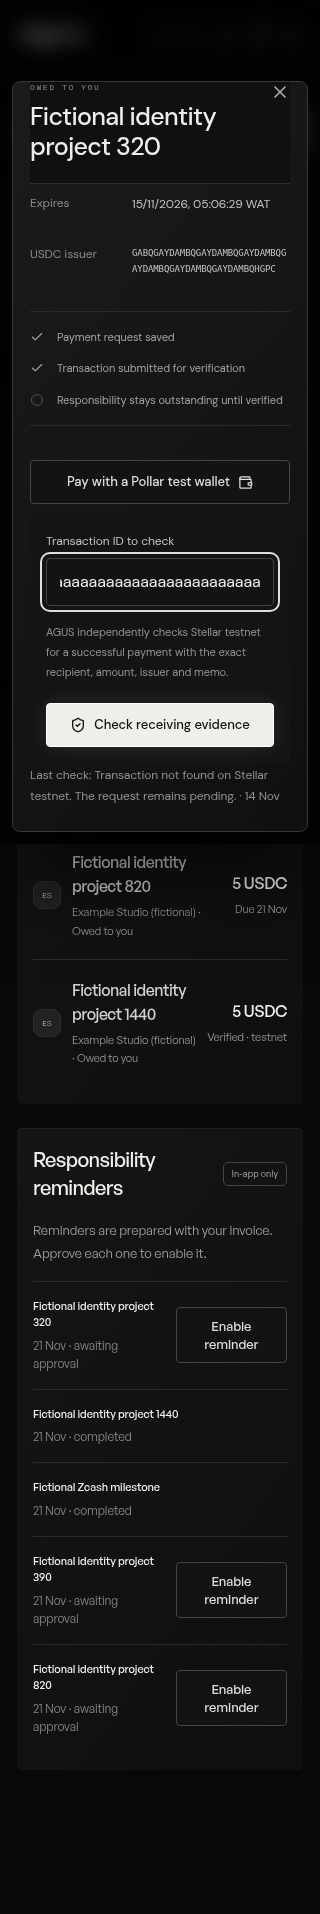 OWED TO YOU
Fictional identity
project 320
Expires
15/11/2026, 05:06:29 WAT
USDC issuer
GABQGAYDAMBQGAYDAMBQGAYDAMBQG
AYDAMBQGAYDAMBQGAYDAMBQHGPC
Payment request saved
Transaction submitted for verification
Responsibility stays outstanding until verified
Pay with a Pollar test wallet
Transaction ID to check
aaaaaaaaaaaaaaaaaaaaaaaaa
AGUS independently checks Stellar testnet
for a successful payment with the exact
recipient, amount, issuer and memo.
Check receiving evidence
Last check: Transaction not found on Stellar
testnet. The request remains pending. · 14 Nov
ES
Fictional identity
project 820
Example Studio (fictional) ·
Owed to you
5 USDC
Due 21 Nov
ES
Fictional identity
project 1440
Example Studio (fictional)
· Owed to you
5 USDC
Verified · testnet
Responsibility
reminders
In-app only
Reminders are prepared with your invoice.
Approve each one to enable it.
Fictional identity project
320
21 Nov · awaiting
approval
Enable
reminder
Fictional identity project 1440
21 Nov · completed
Fictional Zcash milestone
21 Nov · completed
Fictional identity project
390
21 Nov · awaiting
approval
Enable
reminder
Fictional identity project
820
21 Nov · awaiting
approval
Enable
reminder